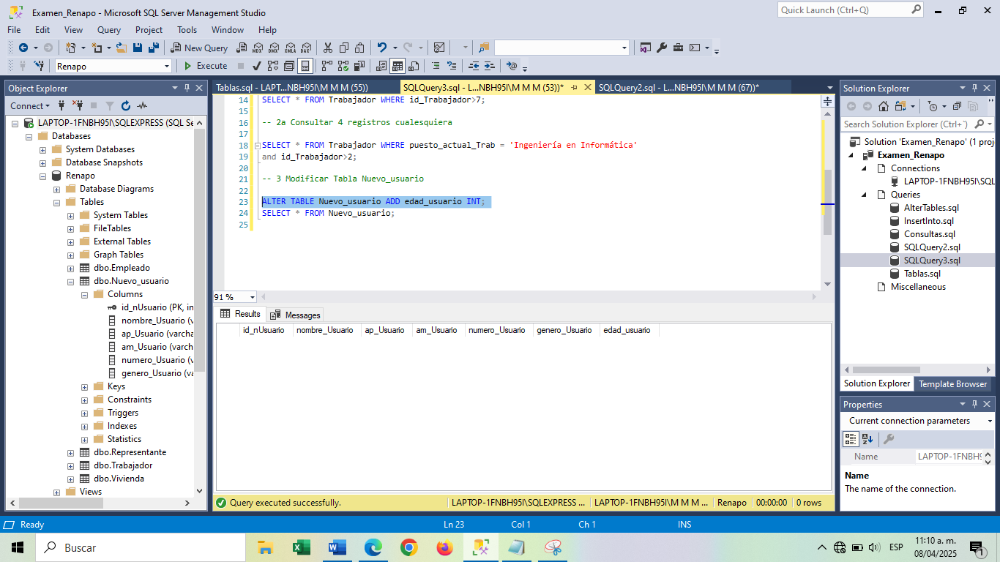 Examen_Renapo - Microsoft SQL Server Management Studio
Quick Launch (Ctrl+Q)
File Edit View Query Project Tools Window Help
New Query MDX DMX XMLA DAX
Renapo Execute
Object Explorer
Connect
LAPTOP-1FNBH95I\SQLEXPRESS (SQL Se
Databases
System Databases
Database Snapshots
Renapo
Database Diagrams
Tables
System Tables
FileTables
External Tables
Graph Tables
dbo.Empleado
dbo.Nuevo_usuario
Columns
id_nUsuario (PK, in
nombre_Usuario (v
ap_Usuario (varcha
am_Usuario (varch
numero_Usuario (v
genero_Usuario (va
Keys
Constraints
Triggers
Indexes
Statistics
dbo.Representante
dbo.Trabajador
dbo.Vivienda
Views
Tablas.sql - LAPT...NBH95I\M M M (55)) SQLQuery3.sql - L...NBH95I\M M M (53))* SQLQuery2.sql - L...NBH95I\M M M (67))*
14 SELECT * FROM Trabajador WHERE id_Trabajador>7;
15
16 -- 2a Consultar 4 registros cualesquiera
17
18 SELECT * FROM Trabajador WHERE puesto_actual_Trab = 'Ingeniería en Informática'
19 and id_Trabajador>2;
20
21 -- 3 Modificar Tabla Nuevo_usuario
22
23 ALTER TABLE Nuevo_usuario ADD edad_usuario INT;
24 SELECT * FROM Nuevo_usuario;
25
91 %
Results Messages
id_nUsuario nombre_Usuario ap_Usuario am_Usuario numero_Usuario genero_Usuario edad_usuario
Query executed successfully. LAPTOP-1FNBH95I\SQLEXPRESS ... LAPTOP-1FNBH95I\M M M ... Renapo 00:00:00 0 rows
Solution Explorer
Search Solution Explorer (Ctrl+`)
Solution 'Examen_Renapo' (1 proj
Examen_Renapo
Connections
LAPTOP-1FNBH95I\SQL
Queries
AlterTables.sql
InsertInto.sql
Consultas.sql
SQLQuery2.sql
SQLQuery3.sql
Tablas.sql
Miscellaneous
Solution Explorer Template Browser
Properties
Current connection parameters
Name LAPTOP-1FNBH9
Name
The name of the connection.
Ready Ln 23 Col 1 Ch 1 INS
Buscar
ESP
11:10 a. m.
08/04/2025
1